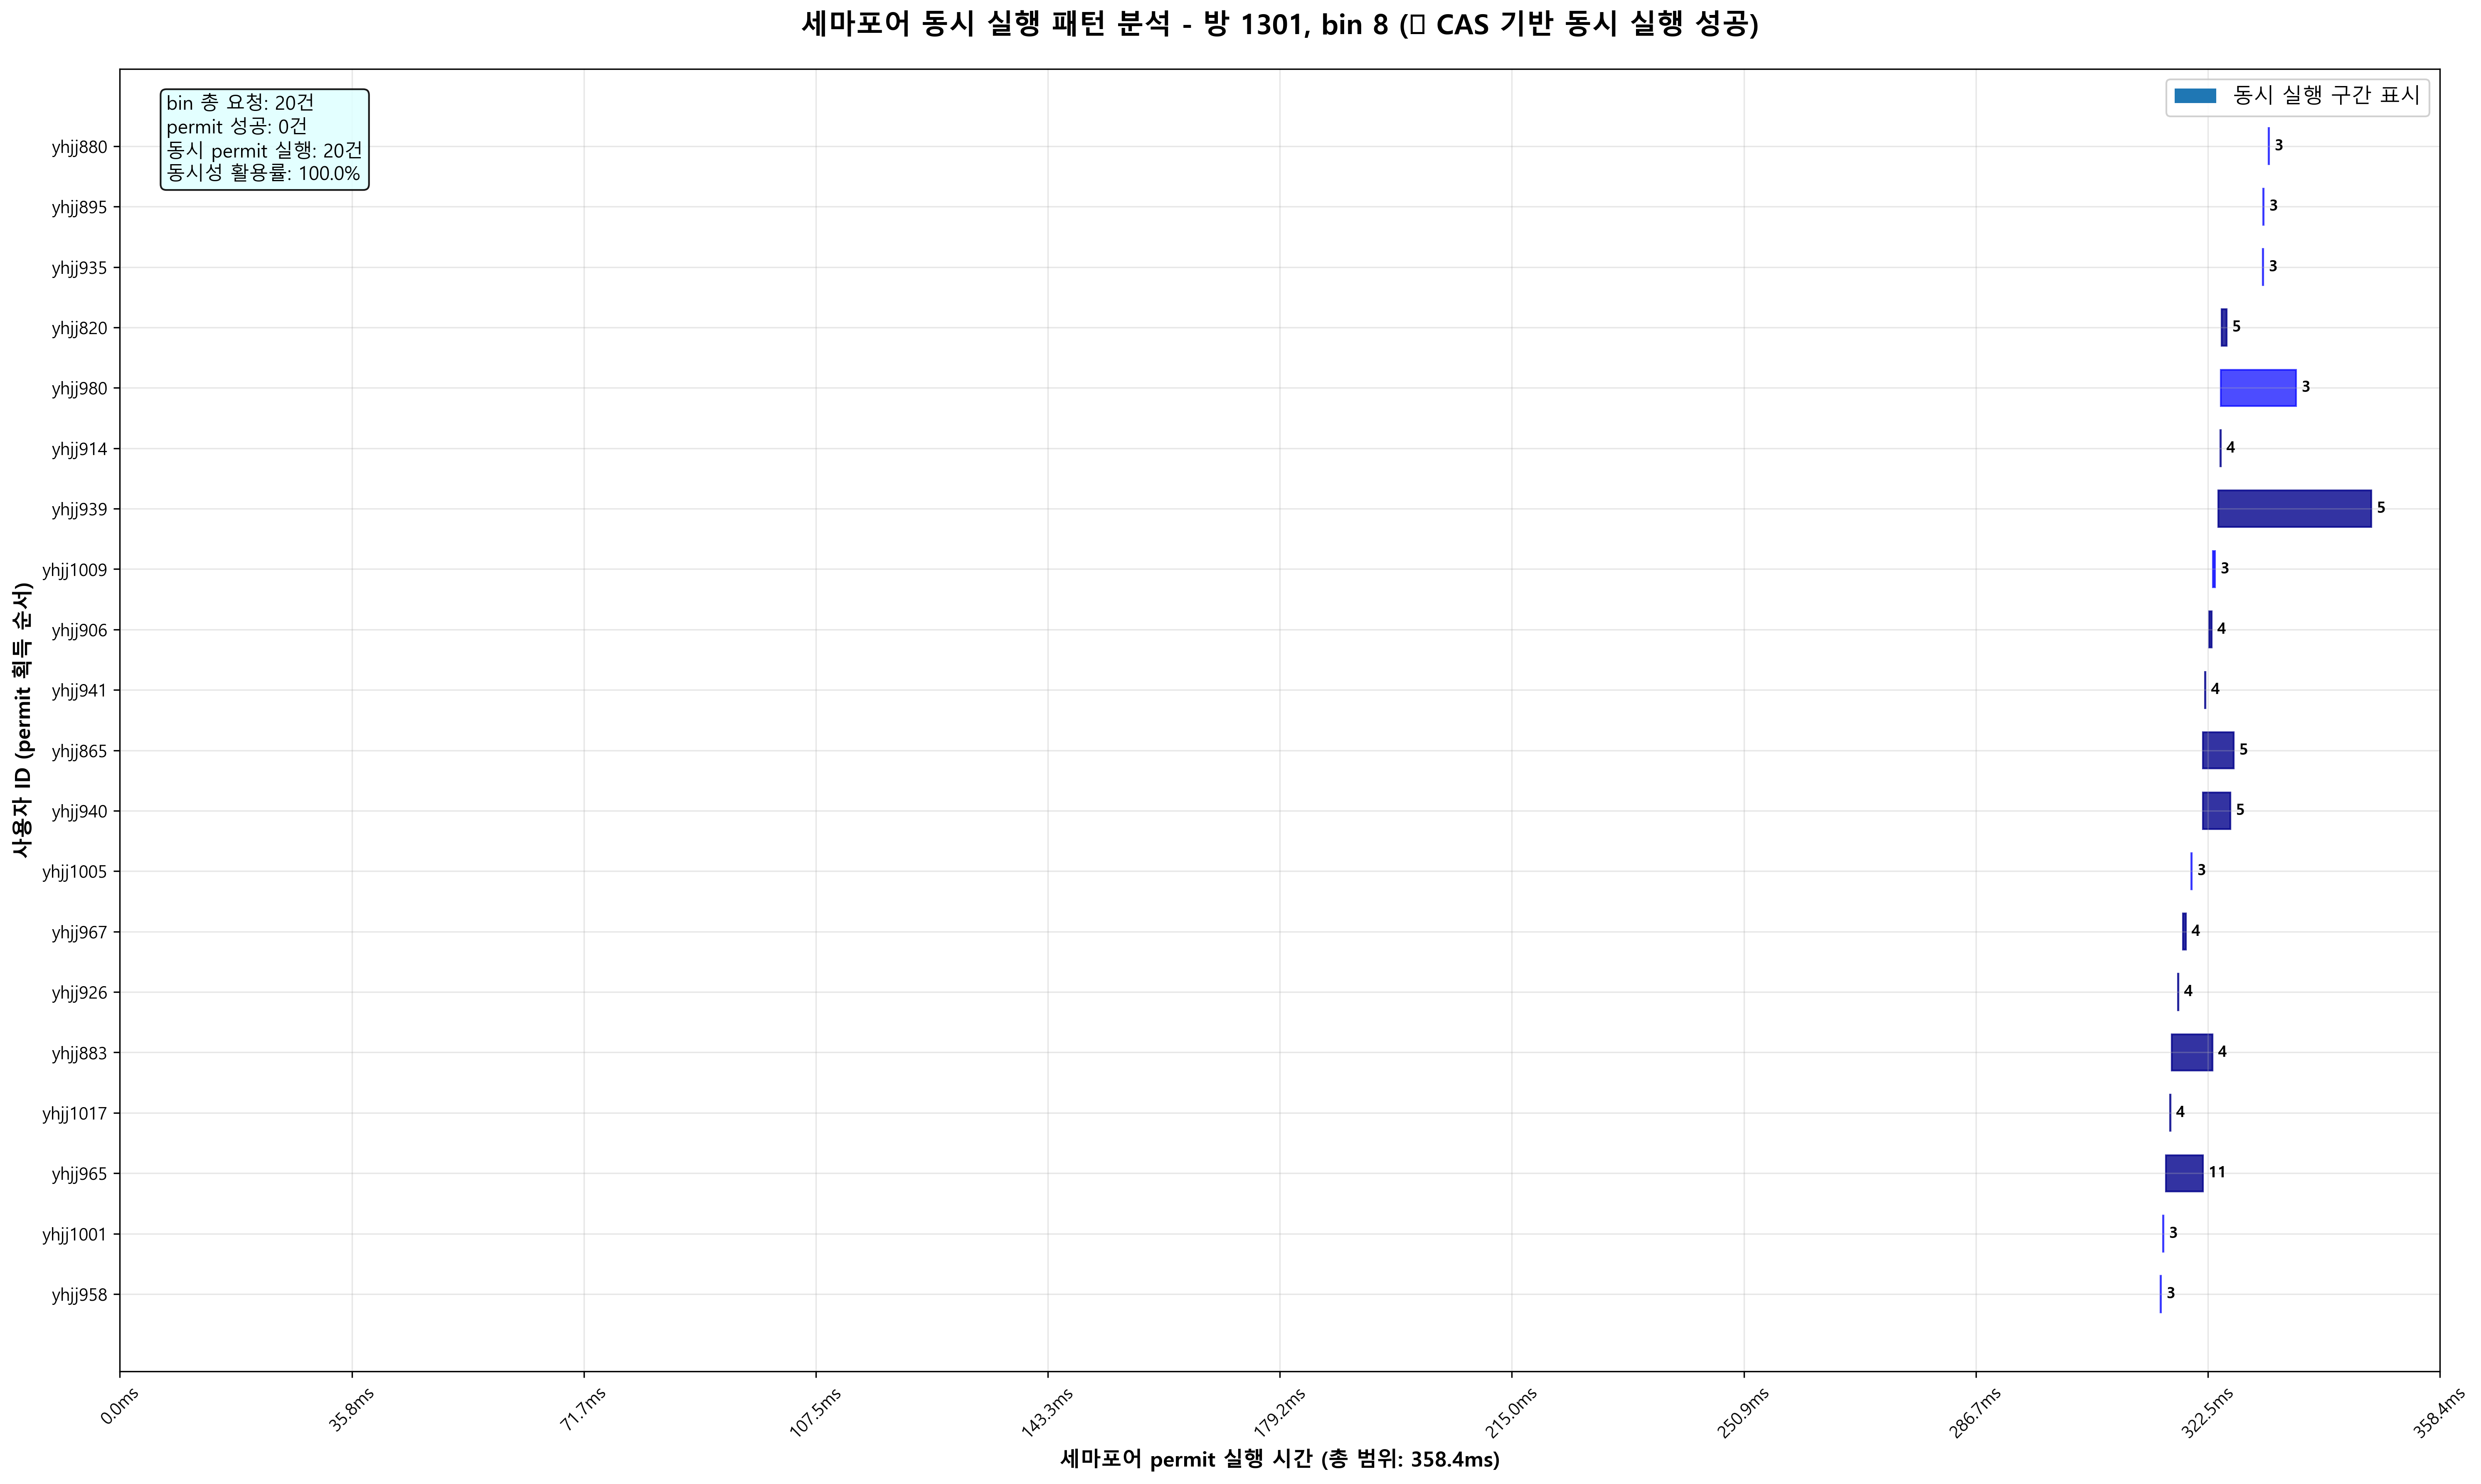 세마포어 동시 실행 패턴 분석 - 방 1301, bin 8 (▯ CAS 기반 동시 실행 성공)
bin 총 요청: 20건
permit 성공: 0건
동시 permit 실행: 20건
동시성 활용률: 100.0%
동시 실행 구간 표시
사용자 ID (permit 획득 순서)
yhjj880 3
yhjj895 3
yhjj935 3
yhjj820 5
yhjj980 3
yhjj914 4
yhjj939 5
yhjj1009 3
yhjj906 4
yhjj941 4
yhjj865 5
yhjj940 5
yhjj1005 3
yhjj967 4
yhjj926 4
yhjj883 4
yhjj1017 4
yhjj965 11
yhjj1001 3
yhjj958 3
0.0ms 35.8ms 71.7ms 107.5ms 143.3ms 179.2ms 215.0ms 250.9ms 286.7ms 322.5ms 358.4ms
세마포어 permit 실행 시간 (총 범위: 358.4ms)